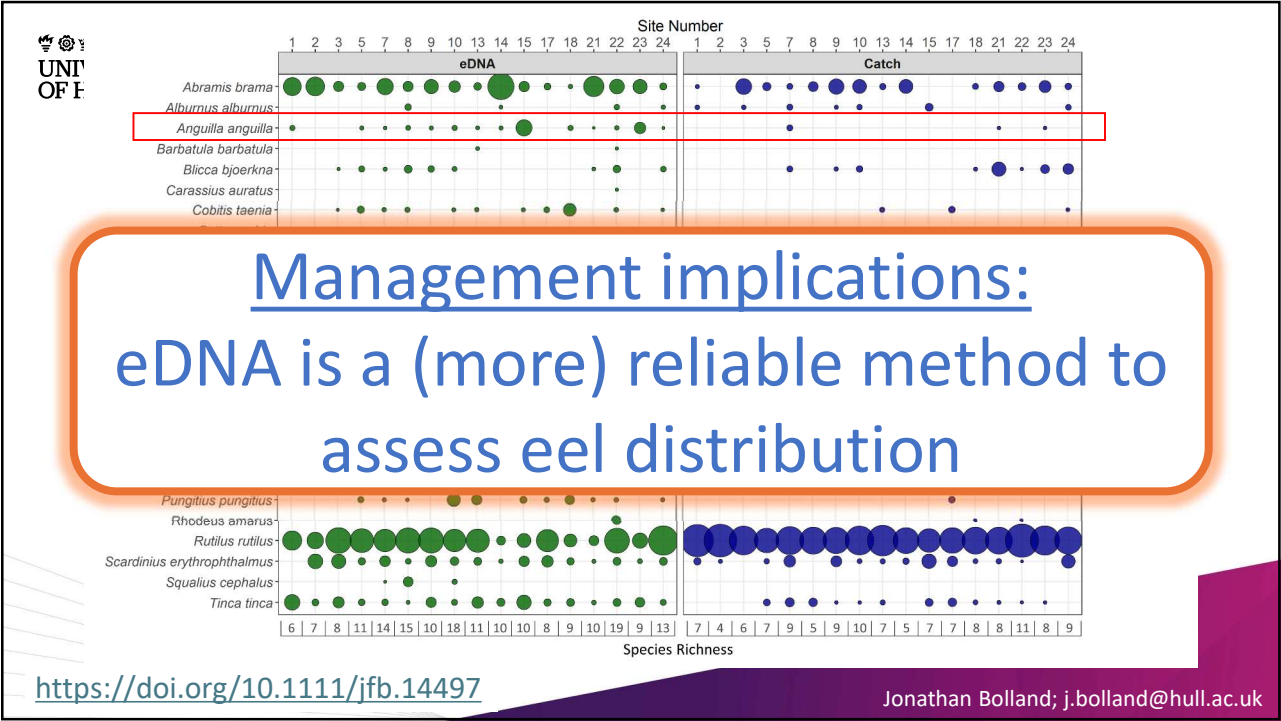 Site Number
1 2 3 5 7 8 9 10 13 14 15 17 18 21 22 23 24 1 2 3 5 7 8 9 10 13 14 15 17 18 21 22 23 24
UNI
OF
eDNA Catch
Abramis brama
Alburnus alburnus
Anguilla anguilla
Barbatula barbatula
Blicca bjoerkna
Carassius auratus
Cobitis taenia
Management implications:
eDNA is a (more) reliable method to
assess eel distribution
Pungitius pungitius
Rhodeus amarus
Rutilus rutilus
Scardinius erythrophthalmus
Squalius cephalus
Tinca tinca
6 7 8 11 14 15 10 18 11 10 10 8 9 10 19 9 13 7 4 6 7 9 5 9 10 7 5 7 7 8 8 11 8 9
Species Richness
https://doi.org/10.1111/jfb.14497
Jonathan Bolland; j.bolland@hull.ac.uk